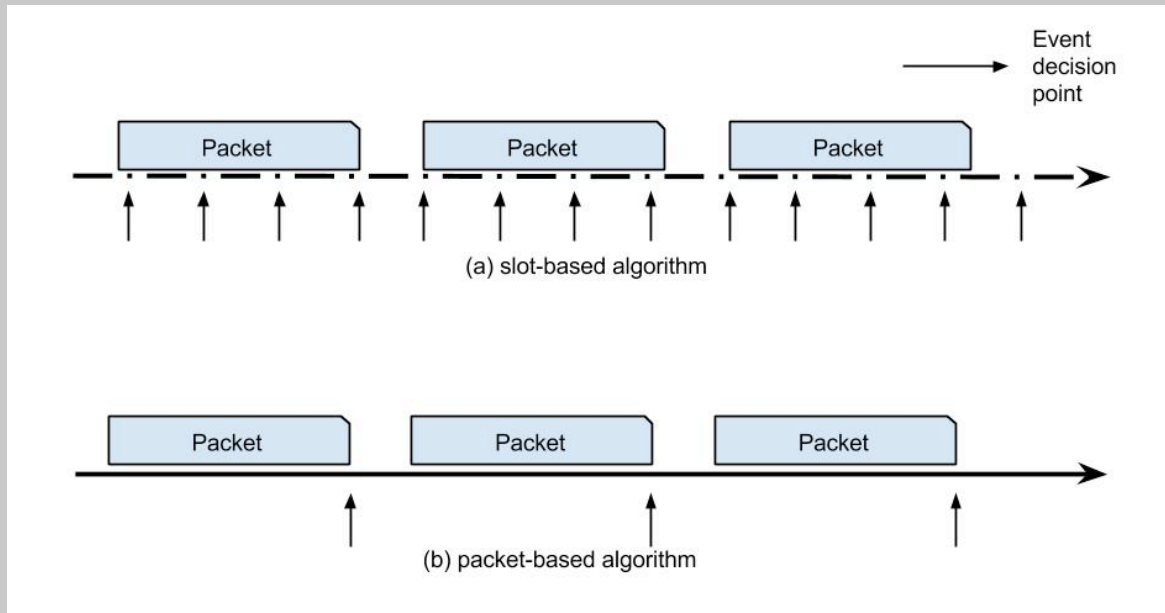 Event
decision
point
Packet
Packet
Packet
(a) slot-based algorithm
Packet
Packet
Packet
(b) packet-based algorithm